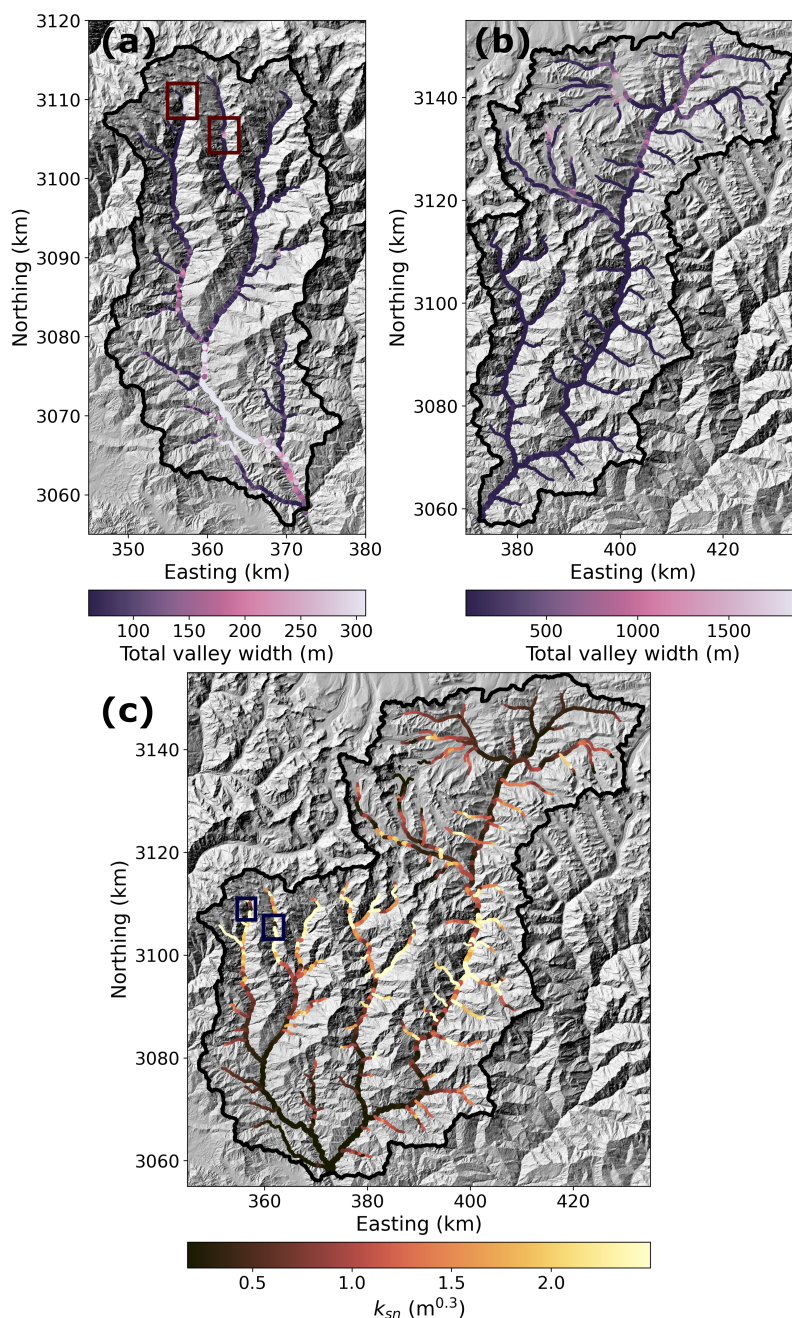 (a)
3120
3110
3100
3090
3080
3070
3060
Northing (km)
350 360 370 380
Easting (km)
100 150 200 250 300
Total valley width (m)
(b)
3140
3120
3100
3080
3060
Northing (km)
380 400 420
Easting (km)
500 1000 1500
Total valley width (m)
(c)
3140
3120
3100
3080
3060
Northing (km)
360 380 400 420
Easting (km)
0.5 1.0 1.5 2.0
k_{sn} (m^{0.3})